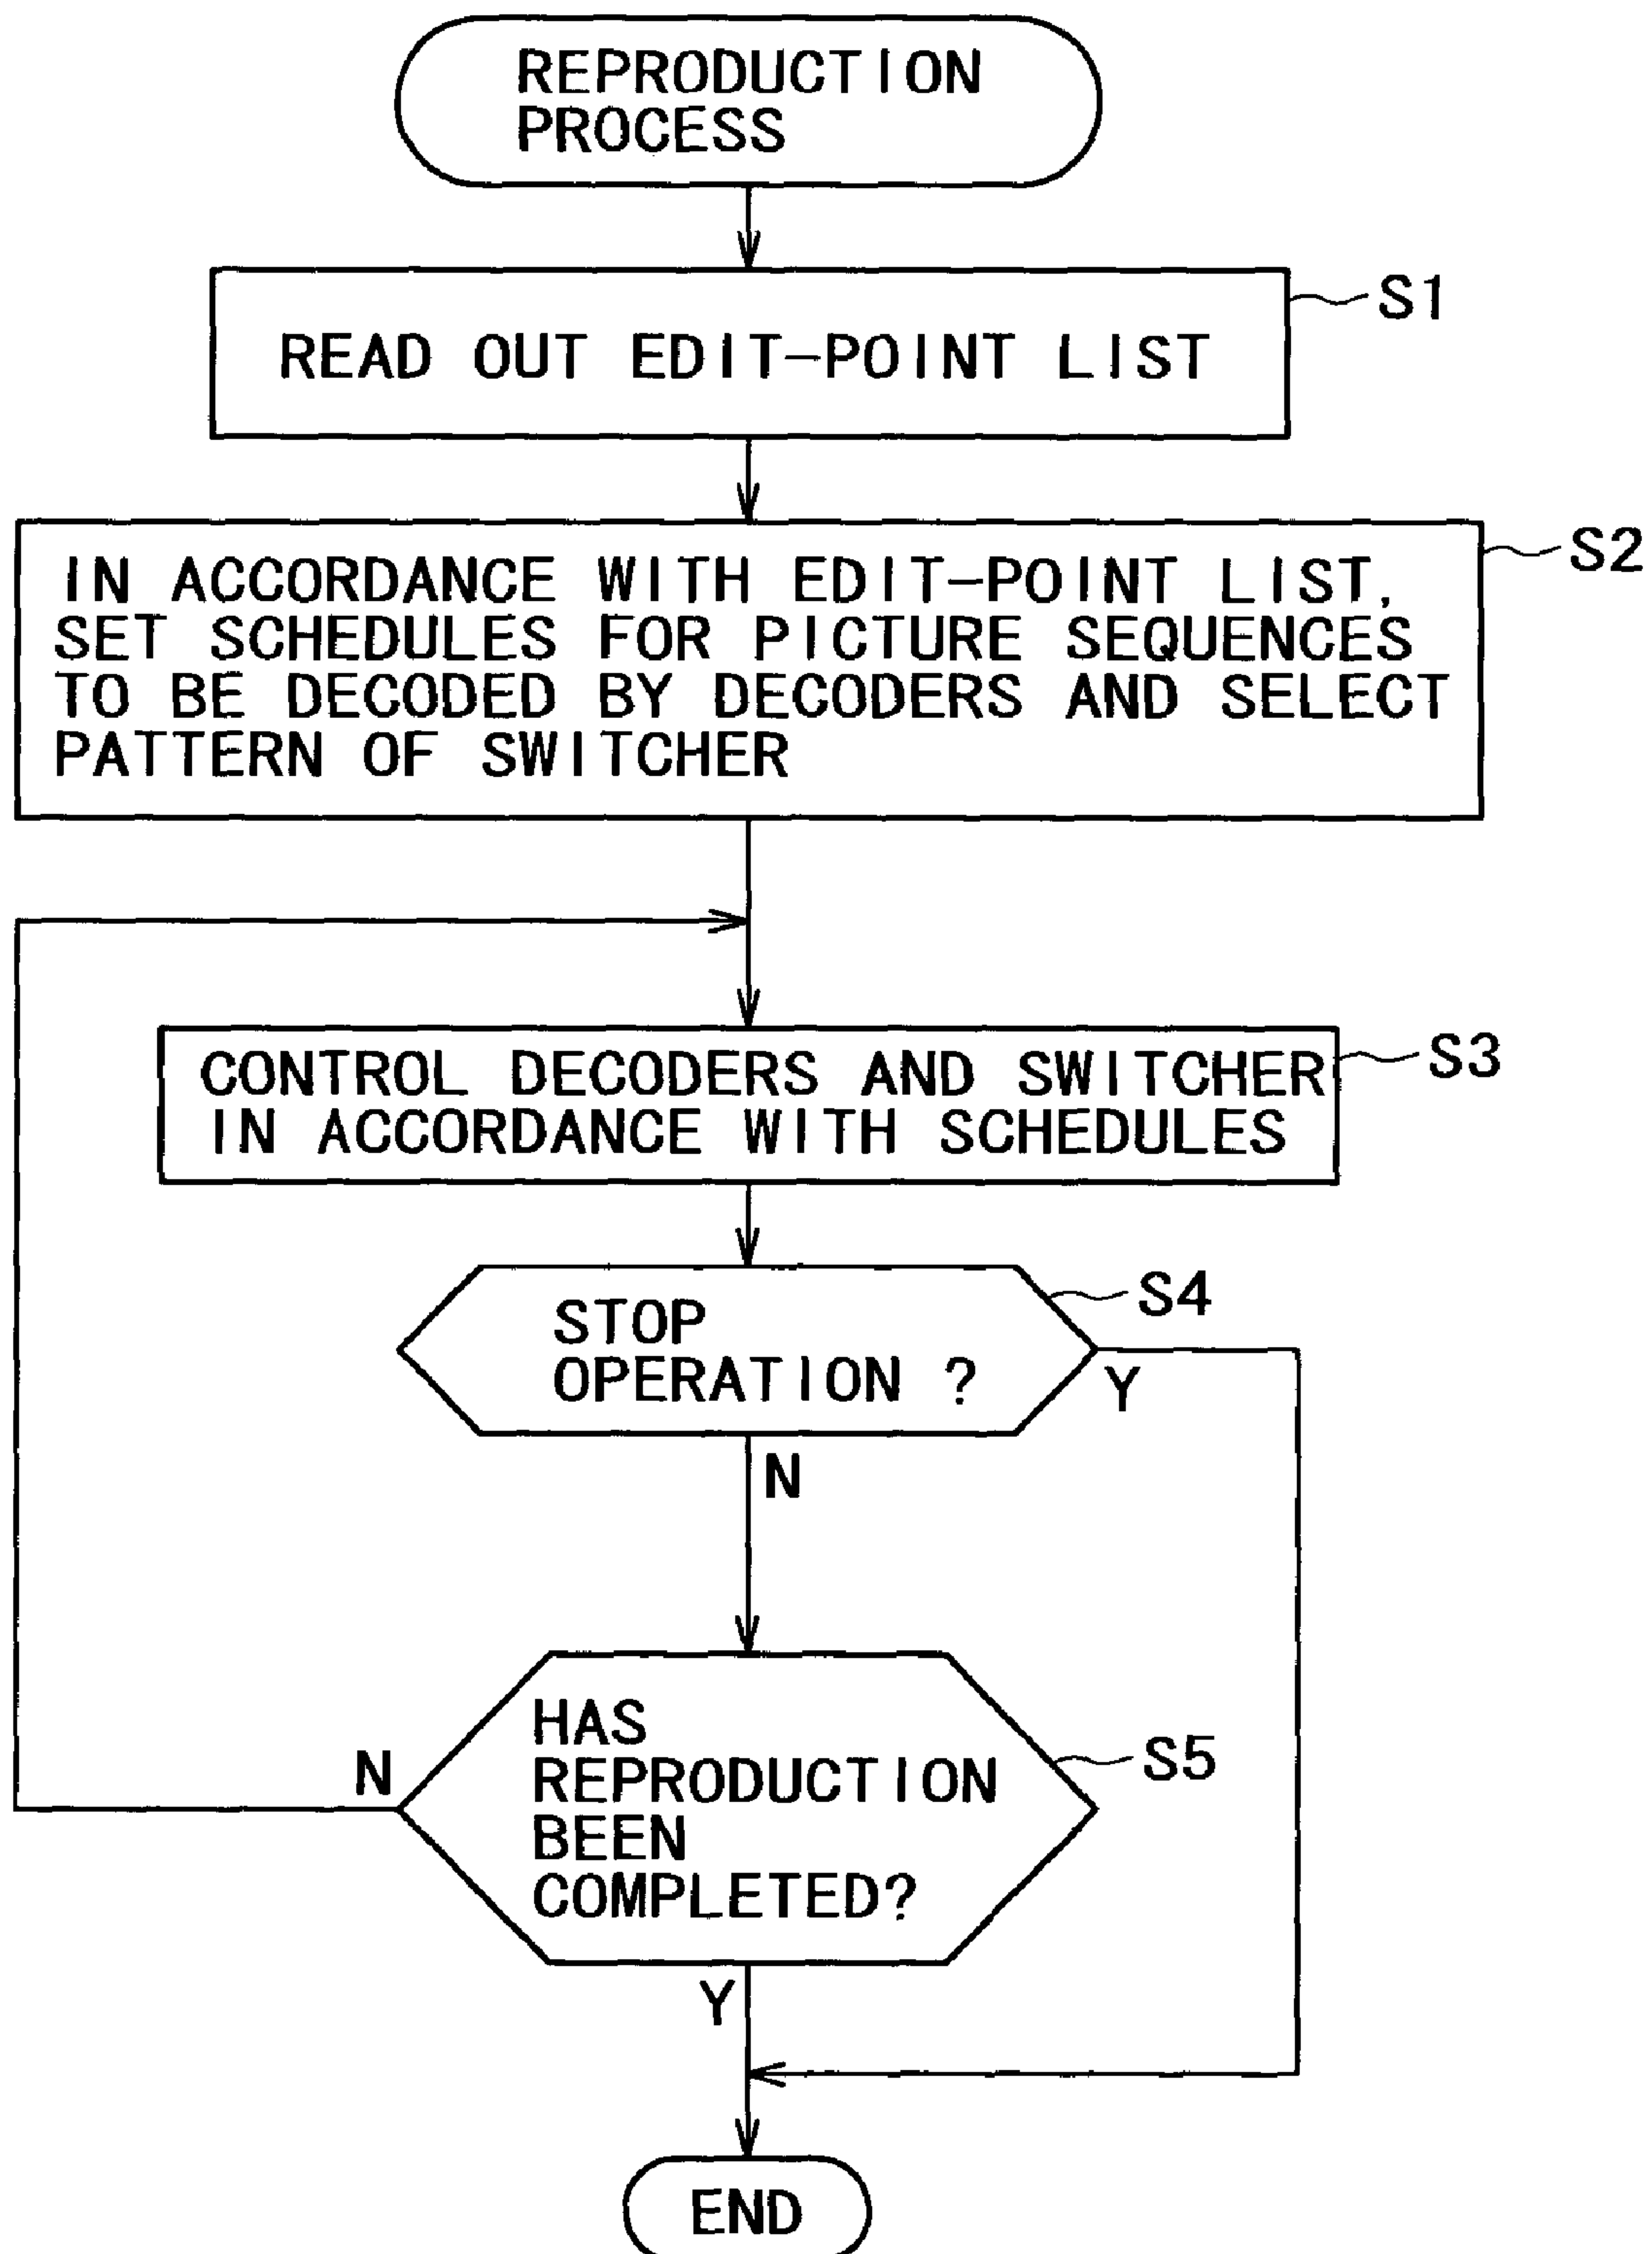 REPRODUCTION
PROCESS
S1
READ OUT EDIT-POINT LIST
S2
IN ACCORDANCE WITH EDIT-POINT LIST,
SET SCHEDULES FOR PICTURE SEQUENCES
TO BE DECODED BY DECODERS AND SELECT
PATTERN OF SWITCHER
S3
CONTROL DECODERS AND SWITCHER
IN ACCORDANCE WITH SCHEDULES
S4
STOP
OPERATION ?
Y
N
HAS
N
S5
REPRODUCTION
BEEN
COMPLETED?
Y
END